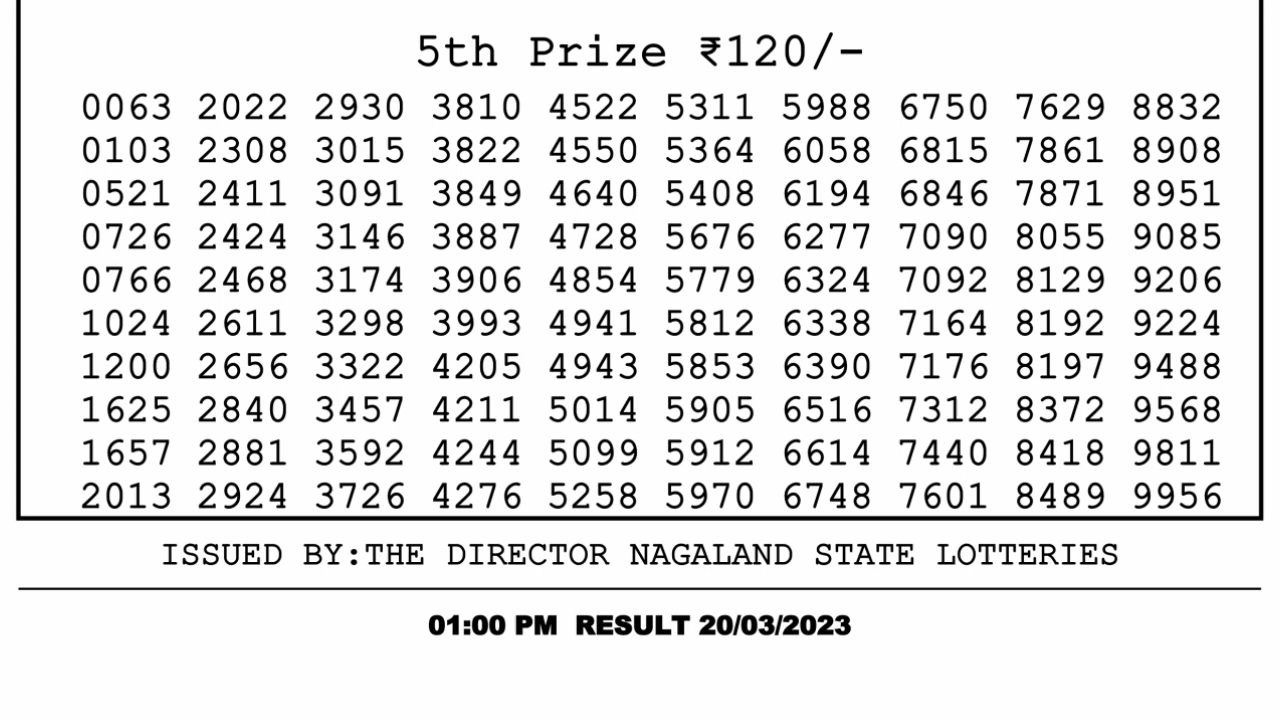 5th Prize ₹120/-
0063 2022 2930 3810 4522 5311 5988 6750 7629 8832
0103 2308 3015 3822 4550 5364 6058 6815 7861 8908
0521 2411 3091 3849 4640 5408 6194 6846 7871 8951
0726 2424 3146 3887 4728 5676 6277 7090 8055 9085
0766 2468 3174 3906 4854 5779 6324 7092 8129 9206
1024 2611 3298 3993 4941 5812 6338 7164 8192 9224
1200 2656 3322 4205 4943 5853 6390 7176 8197 9488
1625 2840 3457 4211 5014 5905 6516 7312 8372 9568
1657 2881 3592 4244 5099 5912 6614 7440 8418 9811
2013 2924 3726 4276 5258 5970 6748 7601 8489 9956
ISSUED BY:THE DIRECTOR NAGALAND STATE LOTTERIES
01:00 PM RESULT 20/03/2023